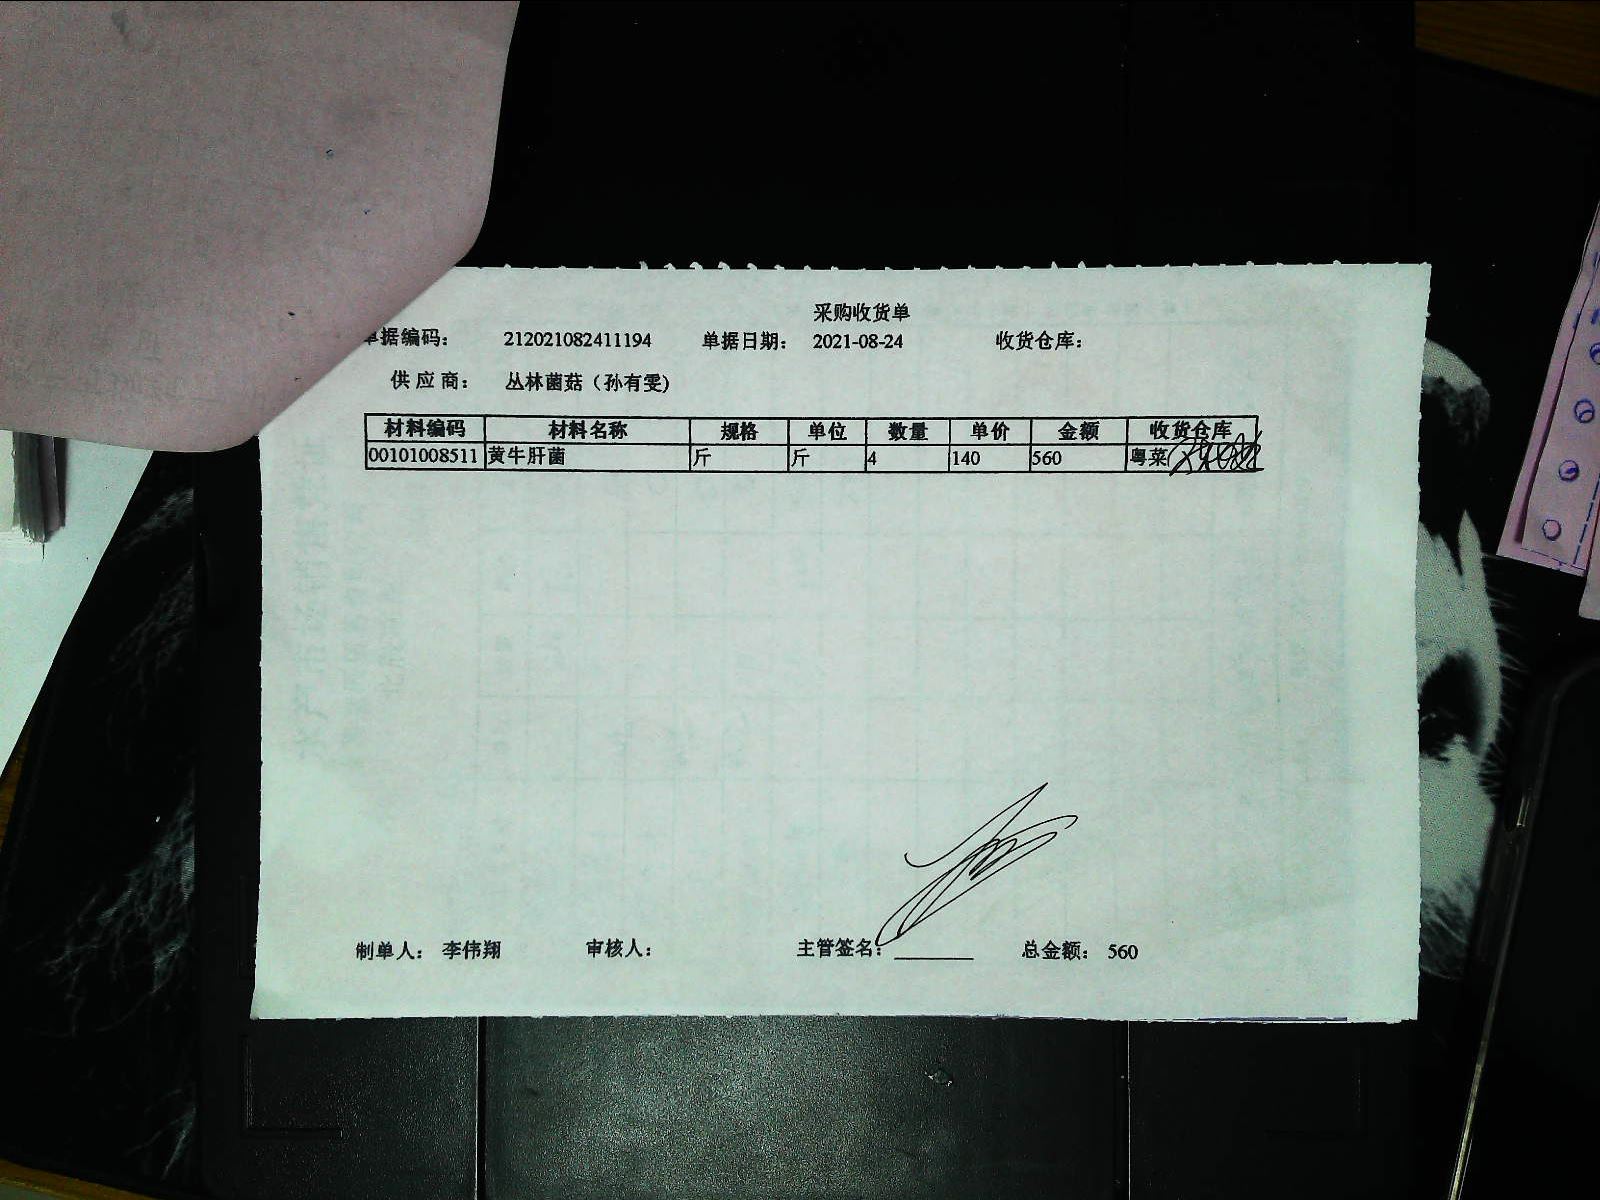 采购收货单
单据编码： 212021082411194 单据日期： 2021-08-24 收货仓库：
供应商： 丛林菌菇（孙有雯)
材料编码 材料名称 规格 单位 数量 单价 金额 收货仓库
00101008511 黄牛肝菌 斤 斤 4 140 560 粤菜
制单人： 李伟翔 审核人： 主管签名： 总金额： 560